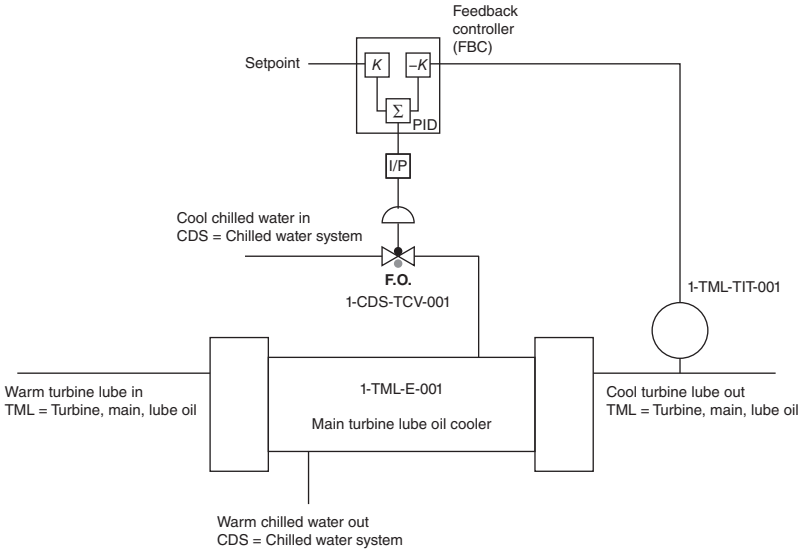 Feedback
controller
(FBC)
Setpoint
K
–K
Σ
PID
I/P
Cool chilled water in
CDS = Chilled water system
F.O.
1-CDS-TCV-001
1-TML-TIT-001
Warm turbine lube in
TML = Turbine, main, lube oil
1-TML-E-001
Main turbine lube oil cooler
Cool turbine lube out
TML = Turbine, main, lube oil
Warm chilled water out
CDS = Chilled water system